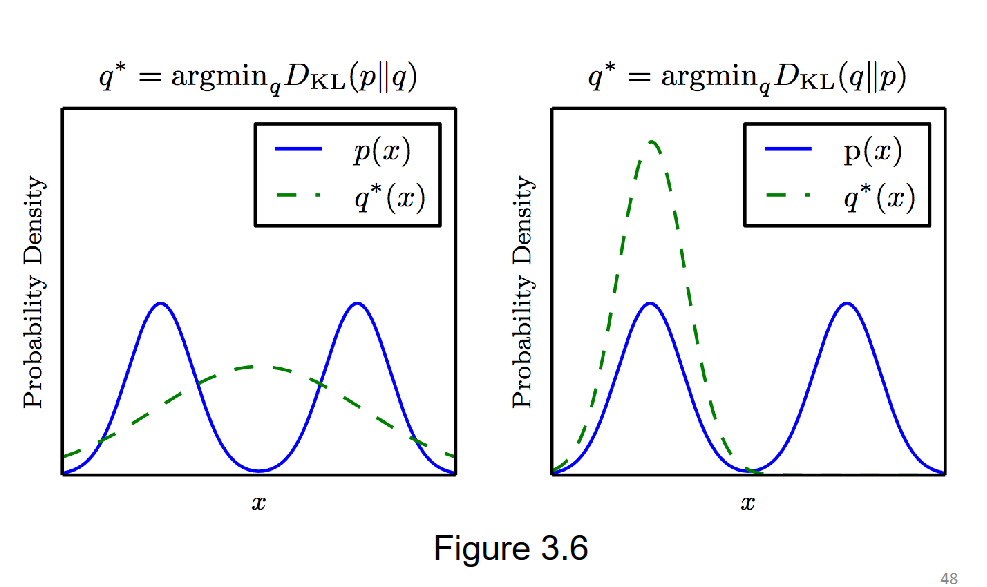 q* = argmin_q D_KL(p||q)
p(x)
q*(x)
Probability Density
x
q* = argmin_q D_KL(q||p)
p(x)
q*(x)
Probability Density
x
Figure 3.6
48